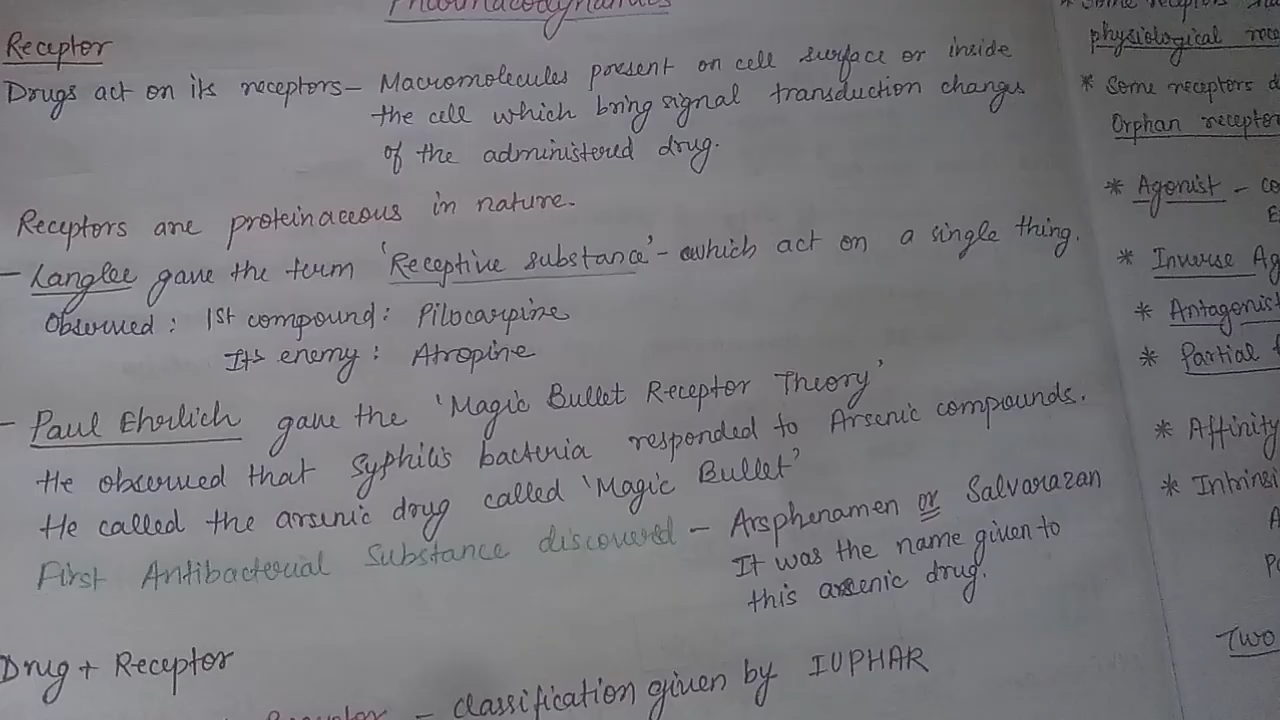 Pharmacodynamics
Receptor
Drugs act on its receptors – Macromolecules present on cell surface or inside
the cell which bring signal transduction changes
of the administered drug.
Receptors are proteinaceous in nature.
– Langlee gave the term 'Receptive substance' – which act on a single thing.
Observed : 1st compound : Pilocarpine
Its enemy : Atropine
– Paul Ehrlich gave the 'Magic Bullet Receptor Theory'
He observed that syphilis bacteria responded to Arsenic compounds.
He called the arsenic drug called 'Magic Bullet'
First Antibacterial Substance discovered – Arsphenamen or Salvarazan
It was the name given to
this arsenic drug.
Drug + Receptor
Receptor – classification given by IUPHAR
* Some receptors
physiological
* Some receptors
Orphan receptor
* Agonist –
* Inverse Ag
* Antagonist
* Partial
* Affinity
* Intrinsi
Two